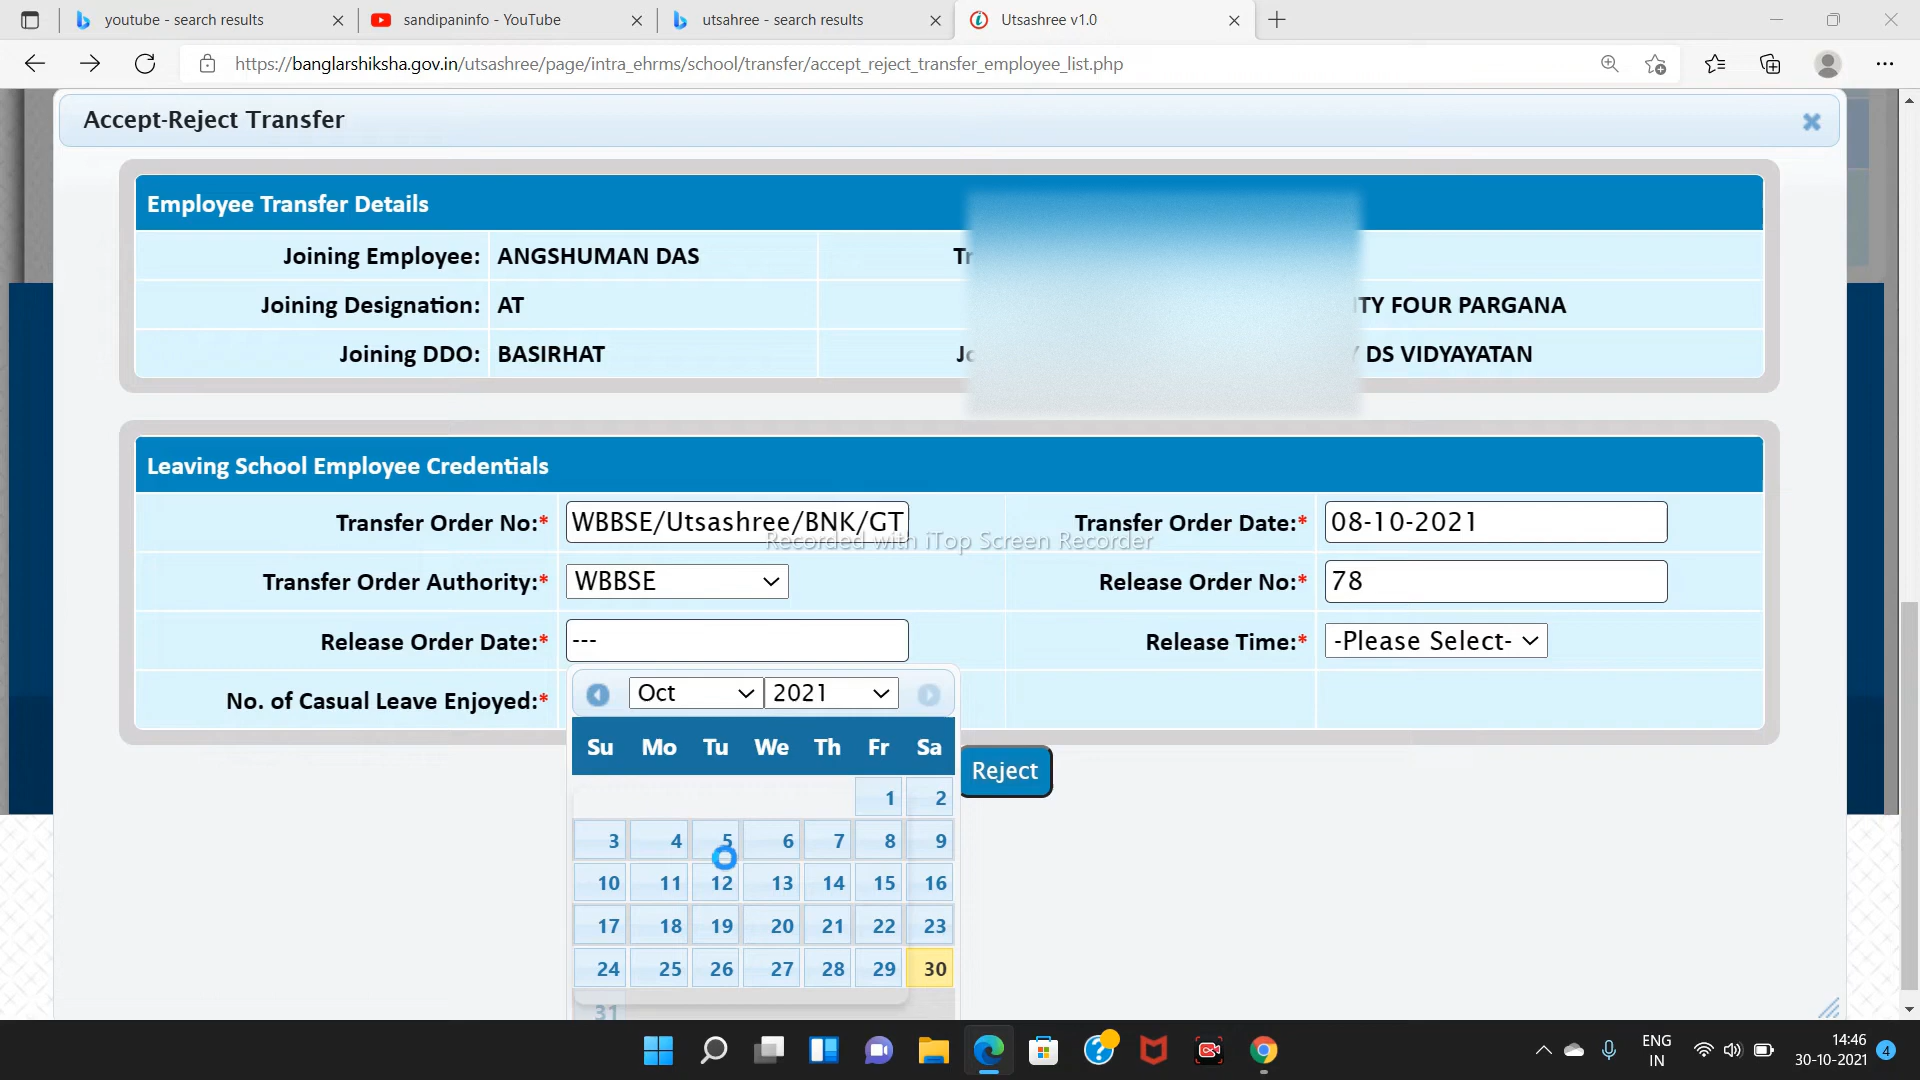 youtube - search results
sandipaninfo - YouTube
utsahree - search results
Utsashree v1.0
https://banglarshiksha.gov.in/utsashree/page/intra_ehrms/school/transfer/accept_reject_transfer_employee_list.php
Accept-Reject Transfer
Employee Transfer Details
Joining Employee: ANGSHUMAN DAS
Joining Designation: AT FOUR PARGANA
Joining DDO: BASIRHAT DS VIDYAYATAN
Leaving School Employee Credentials
Transfer Order No:* WBBSE/Utsashree/BNK/GT Transfer Order Date:* 08-10-2021
Recorded with iTop Screen Recorder
Transfer Order Authority:* WBBSE Release Order No:* 78
Release Order Date:* --- Release Time:* -Please Select-
No. of Casual Leave Enjoyed:* Oct 2021
Su Mo Tu We Th Fr Sa
Reject
1 2
3 4 5 6 7 8 9
10 11 12 13 14 15 16
17 18 19 20 21 22 23
24 25 26 27 28 29 30
31
ENG
IN
14:46
30-10-2021
4